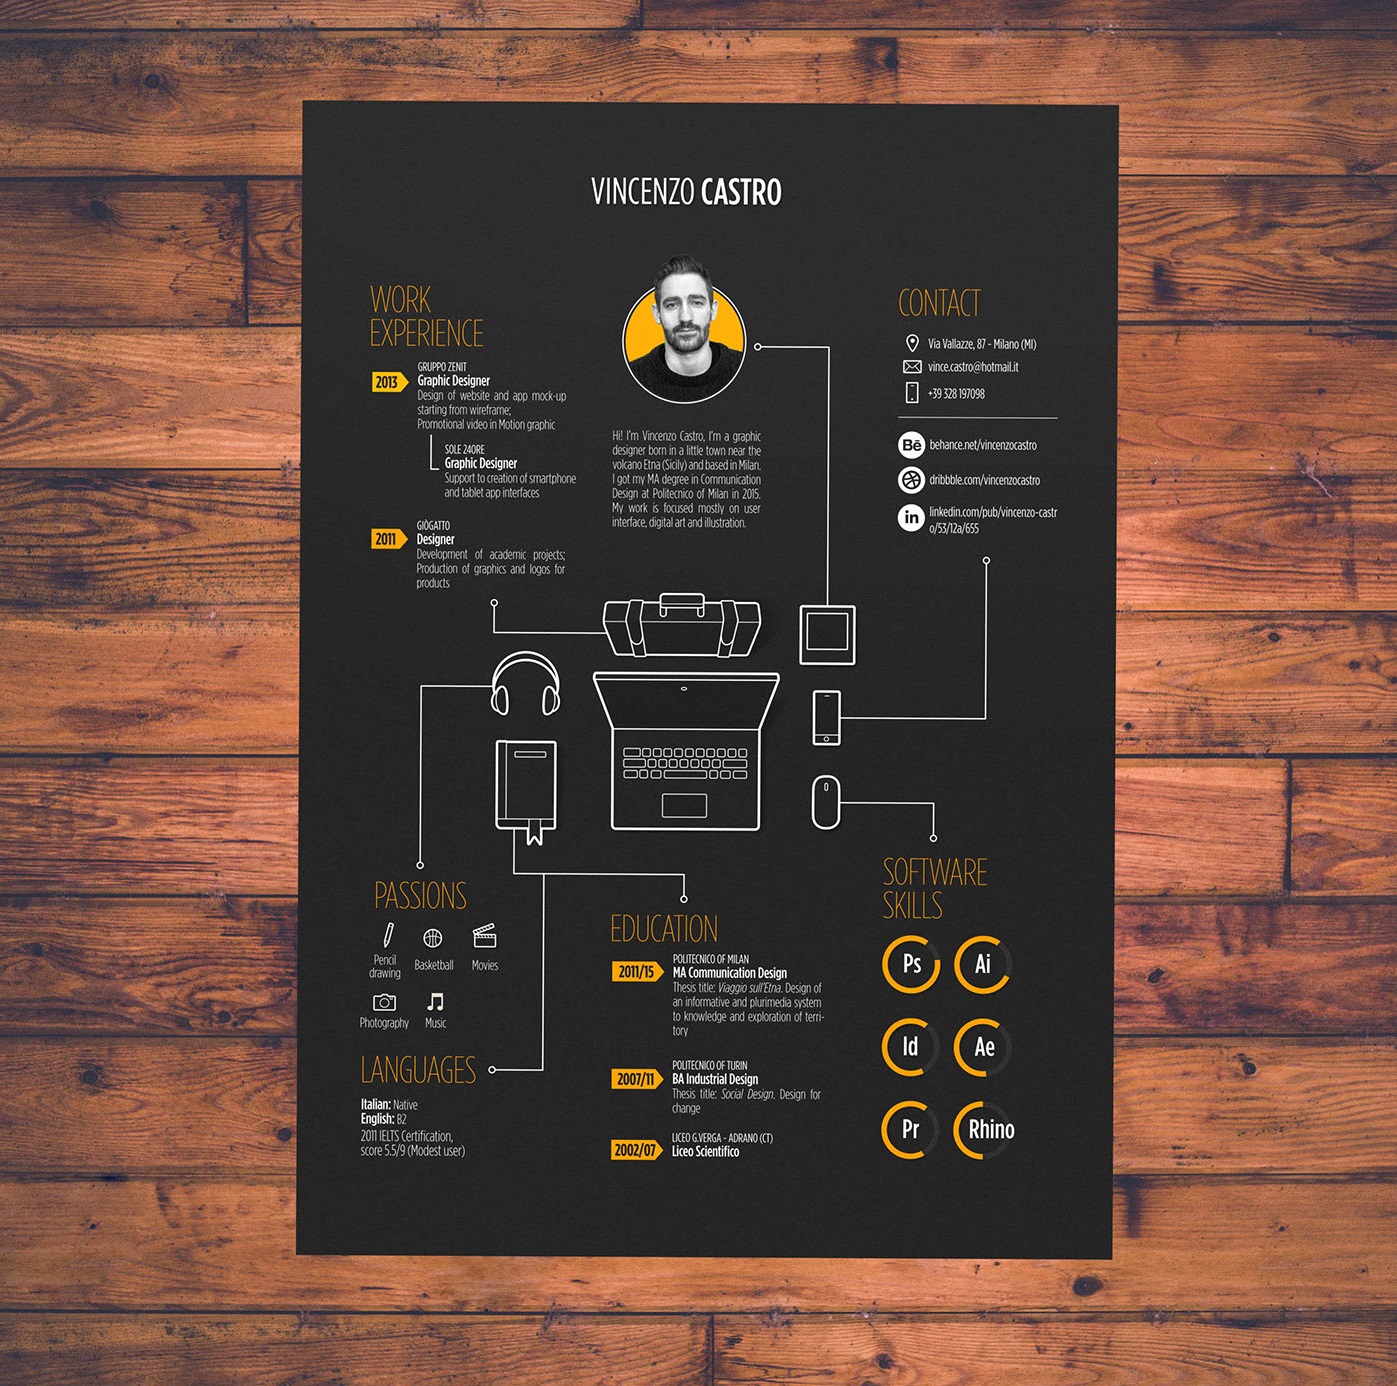 VINCENZO CASTRO
WORK
EXPERIENCE
2013
GRUPPO ZENIT
Graphic Designer
Design of website and app mock-up
starting from wireframe;
Promotional video in Motion graphic
SOLE 24ORE
Graphic Designer
Support to creation of smartphone
and tablet app interfaces
2011
GIÒGATTO
Designer
Development of academic projects;
Production of graphics and logos for
products
Hi! I'm Vincenzo Castro, I'm a graphic
designer born in a little town near the
volcano Etna (Sicily) and based in Milan.
I got my MA degree in Communication
Design at Politecnico of Milan in 2015.
My work is focused mostly on user
interface, digital art and illustration.
CONTACT
Via Vallazze, 87 - Milano (MI)
vince.castro@hotmail.it
+39 328 197098
Bē behance.net/vincenzocastro
dribbble.com/vincenzocastro
in linkedin.com/pub/vincenzo-castr
o/53/12a/655
PASSIONS
Pencil
drawing
Basketball
Movies
Photography
Music
LANGUAGES
Italian: Native
English: B2
2011 IELTS Certification,
score 5.5/9 (Modest user)
EDUCATION
2011/15
POLITECNICO OF MILAN
MA Communication Design
Thesis title: Viaggio sull'Etna. Design of
an informative and plurimedia system
to knowledge and exploration of terri-
tory
2007/11
POLITECNICO OF TURIN
BA Industrial Design
Thesis title: Social Design. Design for
change
2002/07
LICEO G.VERGA - ADRANO (CT)
Liceo Scientifico
SOFTWARE
SKILLS
Ps Ai
Id Ae
Pr Rhino